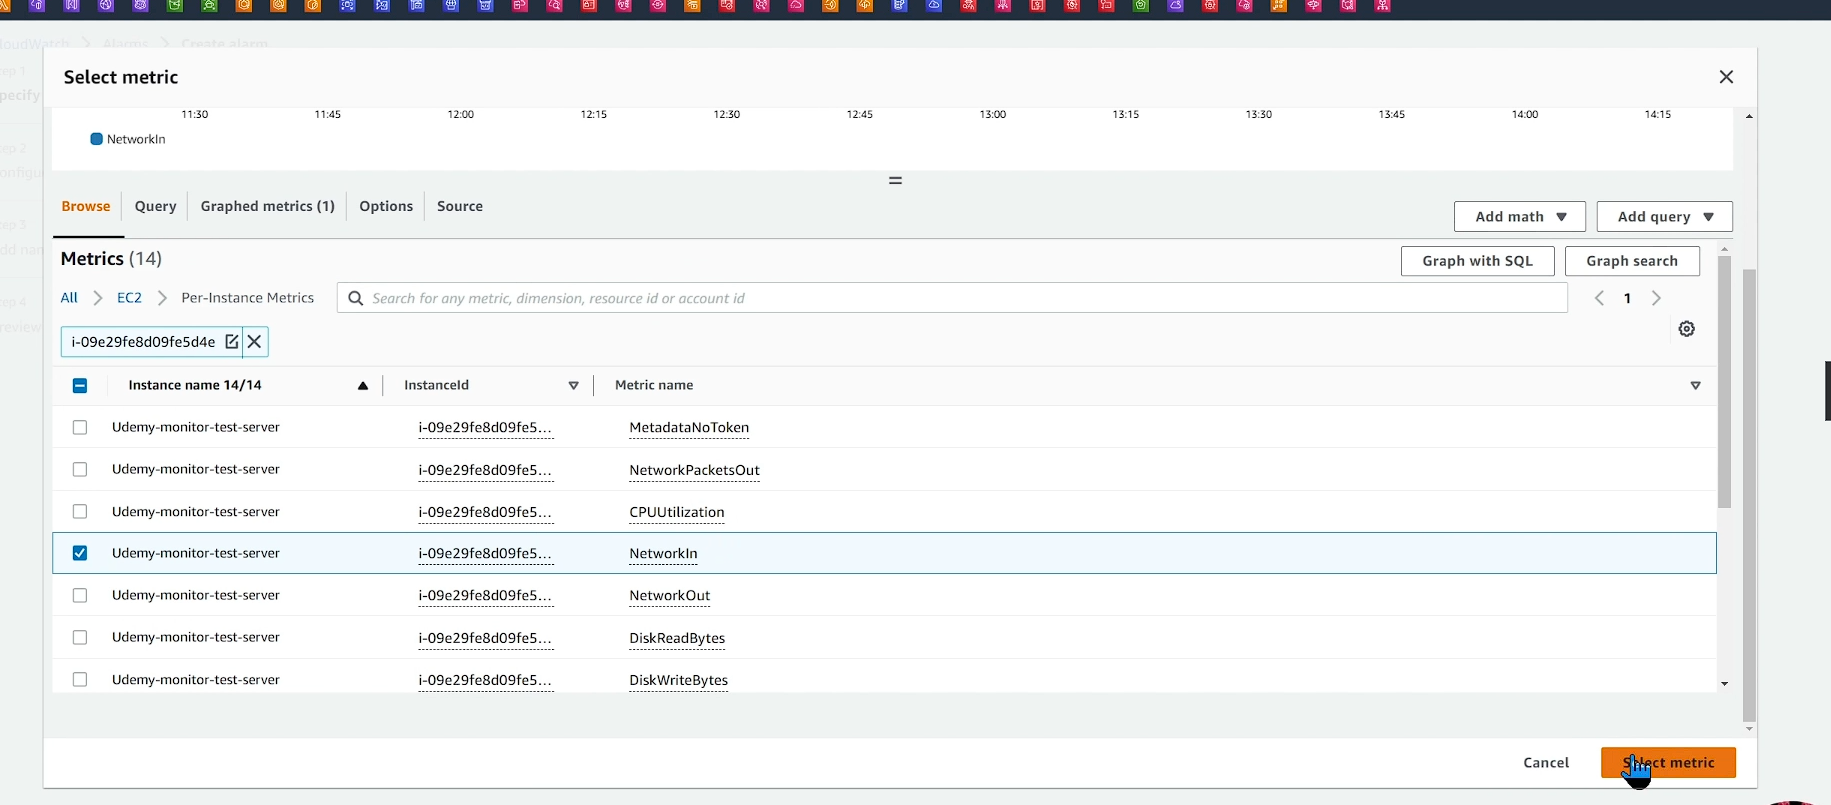 CloudWatch Alarms Create alarm
Select metric
11:30 11:45 12:00 12:15 12:30 12:45 13:00 13:15 13:30 13:45 14:00 14:15
NetworkIn
Browse Query Graphed metrics (1) Options Source
Add math Add query
Metrics (14)
Graph with SQL Graph search
All EC2 Per-Instance Metrics
Search for any metric, dimension, resource id or account id
1
i-09e29fe8d09fe5d4e
Instance name 14/14 InstanceId Metric name
Udemy-monitor-test-server i-09e29fe8d09fe5... MetadataNoToken
Udemy-monitor-test-server i-09e29fe8d09fe5... NetworkPacketsOut
Udemy-monitor-test-server i-09e29fe8d09fe5... CPUUtilization
Udemy-monitor-test-server i-09e29fe8d09fe5... NetworkIn
Udemy-monitor-test-server i-09e29fe8d09fe5... NetworkOut
Udemy-monitor-test-server i-09e29fe8d09fe5... DiskReadBytes
Udemy-monitor-test-server i-09e29fe8d09fe5... DiskWriteBytes
Cancel Select metric